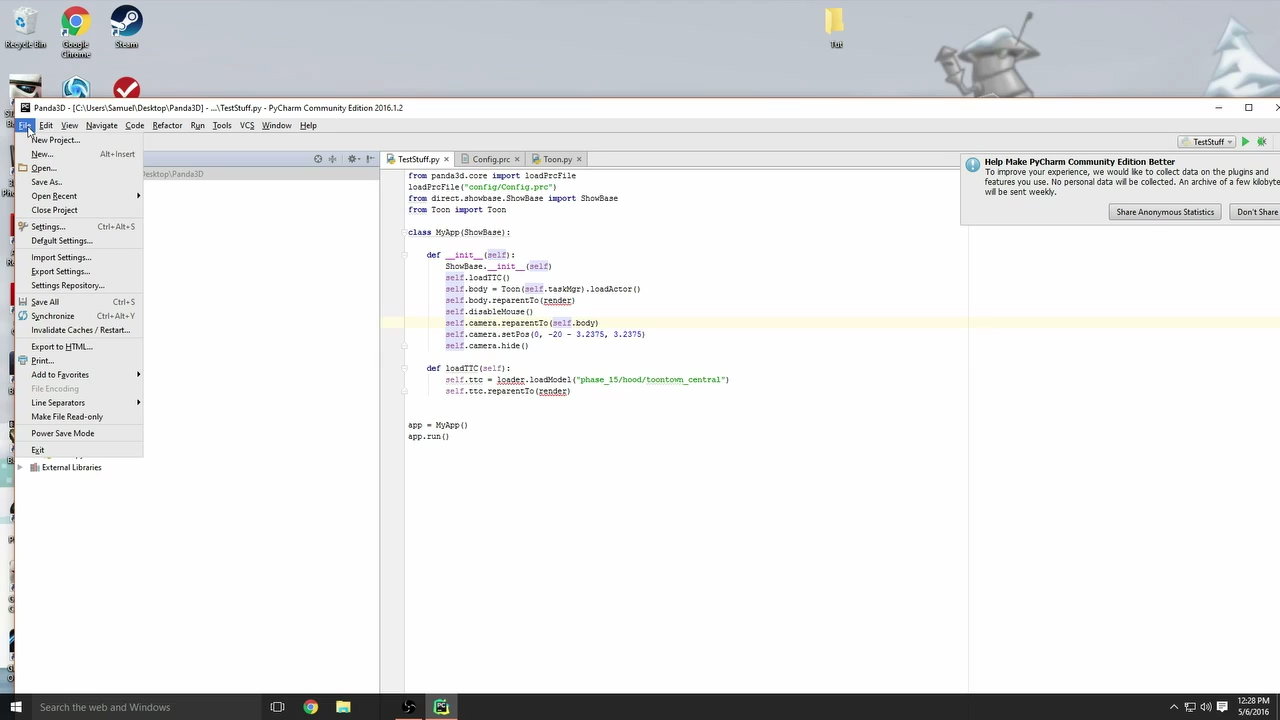 Recycle Bin
Google Chrome
Steam
Tut
Panda3D - [C:\Users\Samuel\Desktop\Panda3D] - ...\TestStuff.py - PyCharm Community Edition 2016.1.2
File Edit View Navigate Code Refactor Run Tools VCS Window Help
TestStuff
New Project...
New... Alt+Insert
Open...
Save As..
Open Recent
Close Project
Settings... Ctrl+Alt+S
Default Settings...
Import Settings...
Export Settings...
Settings Repository...
Save All Ctrl+S
Synchronize Ctrl+Alt+Y
Invalidate Caches / Restart...
Export to HTML...
Print...
Add to Favorites
File Encoding
Line Separators
Make File Read-only
Power Save Mode
Exit
External Libraries
esktop\Panda3D
TestStuff.py Config.prc Toon.py
from panda3d.core import loadPrcFile
loadPrcFile("config/Config.prc")
from direct.showbase.ShowBase import ShowBase
from Toon import Toon
class MyApp(ShowBase):
def __init__(self):
ShowBase.__init__(self)
self.loadTTC()
self.body = Toon(self.taskMgr).loadActor()
self.body.reparentTo(render)
self.disableMouse()
self.camera.reparentTo(self.body)
self.camera.setPos(0, -20 - 3.2375, 3.2375)
self.camera.hide()
def loadTTC(self):
self.ttc = loader.loadModel("phase_15/hood/toontown_central")
self.ttc.reparentTo(render)
app = MyApp()
app.run()
Help Make PyCharm Community Edition Better
To improve your experience, we would like to collect data on the plugins and
features you use. No personal data will be collected. An archive of a few kilobyte
will be sent weekly.
Share Anonymous Statistics Don't Share
Search the web and Windows
12:28 PM
5/6/2016